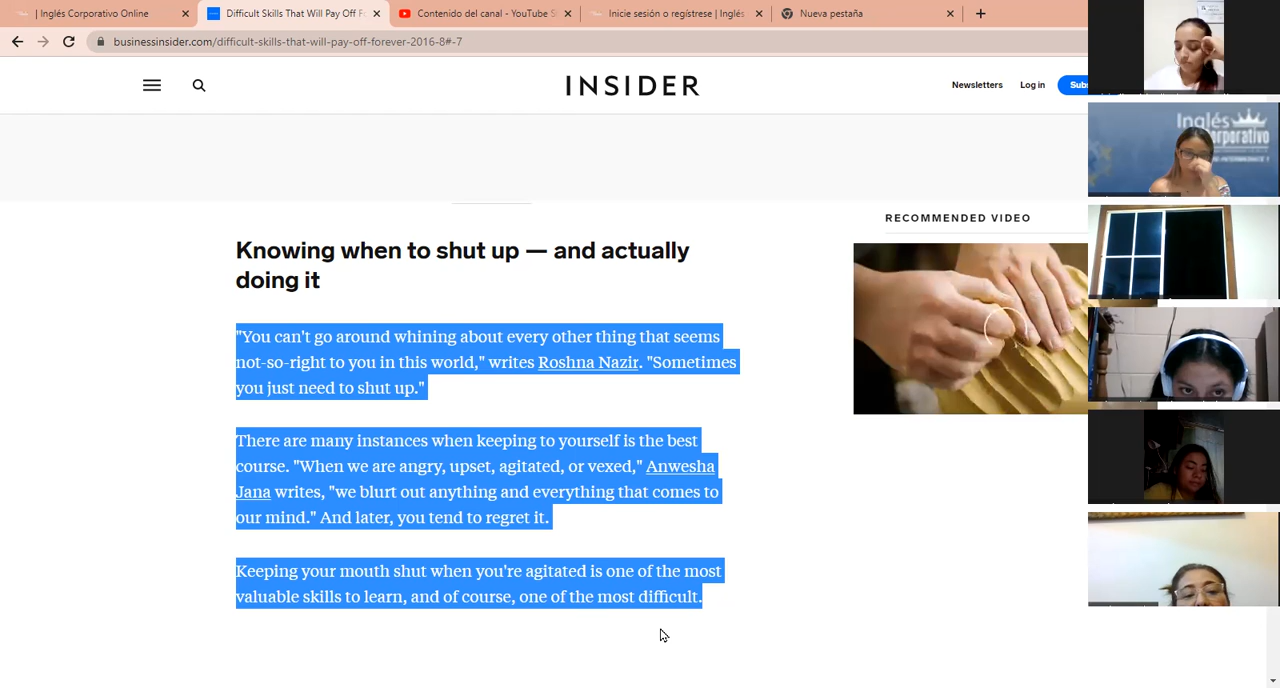 | Inglés Corporativo Online
Difficult Skills That Will Pay Off F
Contenido del canal - YouTube S
Inicie sesión o regístrese | Inglés
Nueva pestaña
businessinsider.com/difficult-skills-that-will-pay-off-forever-2016-8#-7
INSIDER
Newsletters
Log in
Subs
Inglés
orporativo
RECOMMENDED VIDEO
Knowing when to shut up — and actually
doing it
"You can't go around whining about every other thing that seems
not-so-right to you in this world," writes Roshna Nazir. "Sometimes
you just need to shut up."
There are many instances when keeping to yourself is the best
course. "When we are angry, upset, agitated, or vexed," Anwesha
Jana writes, "we blurt out anything and everything that comes to
our mind." And later, you tend to regret it.
Keeping your mouth shut when you're agitated is one of the most
valuable skills to learn, and of course, one of the most difficult.